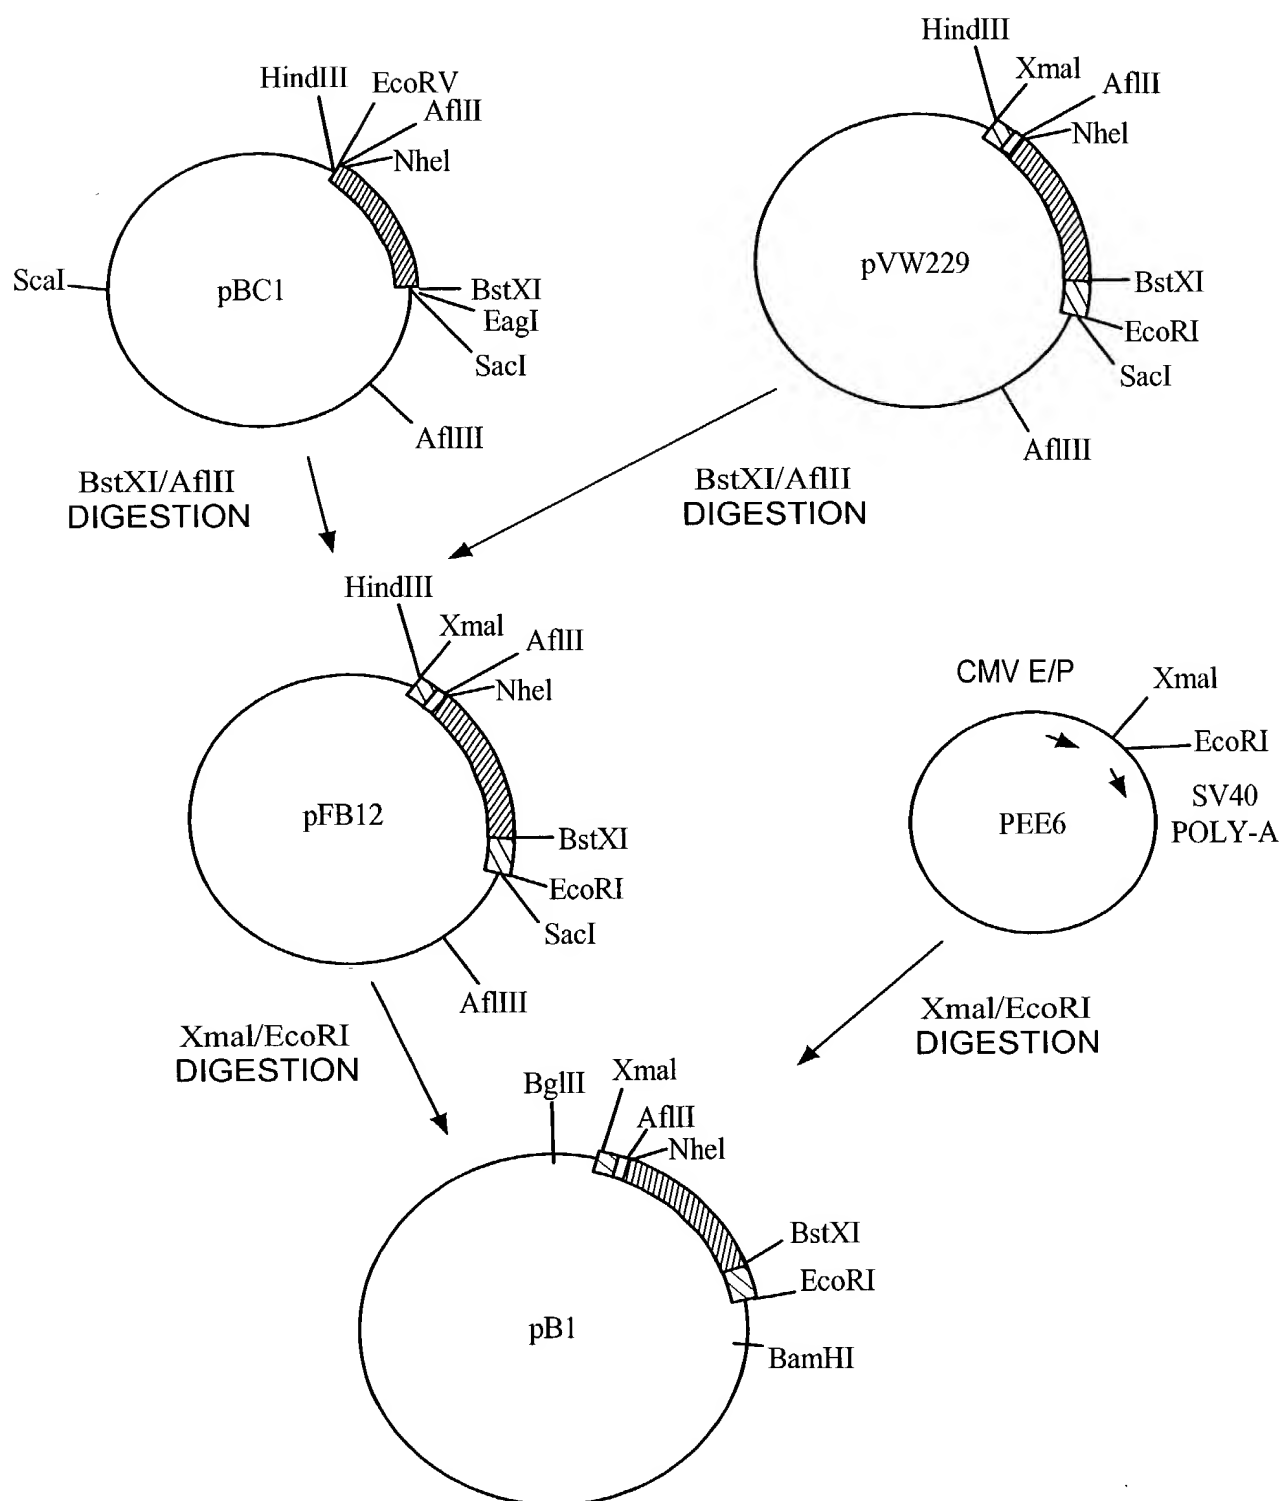 HindIII
EcoRV
AflII
NheI
ScaI
pBC1
BstXI
EagI
SacI
AflIII
HindIII
XmaI
AflII
NheI
pVW229
BstXI
EcoRI
SacI
AflIII
BstXI/AflII
DIGESTION
BstXI/AflII
DIGESTION
HindIII
XmaI
AflII
NheI
pFB12
BstXI
EcoRI
SacI
AflIII
CMV E/P
XmaI
EcoRI
SV40
POLY-A
PEE6
XmaI/EcoRI
DIGESTION
XmaI/EcoRI
DIGESTION
BglII
XmaI
AflII
NheI
BstXI
EcoRI
pB1
BamHI